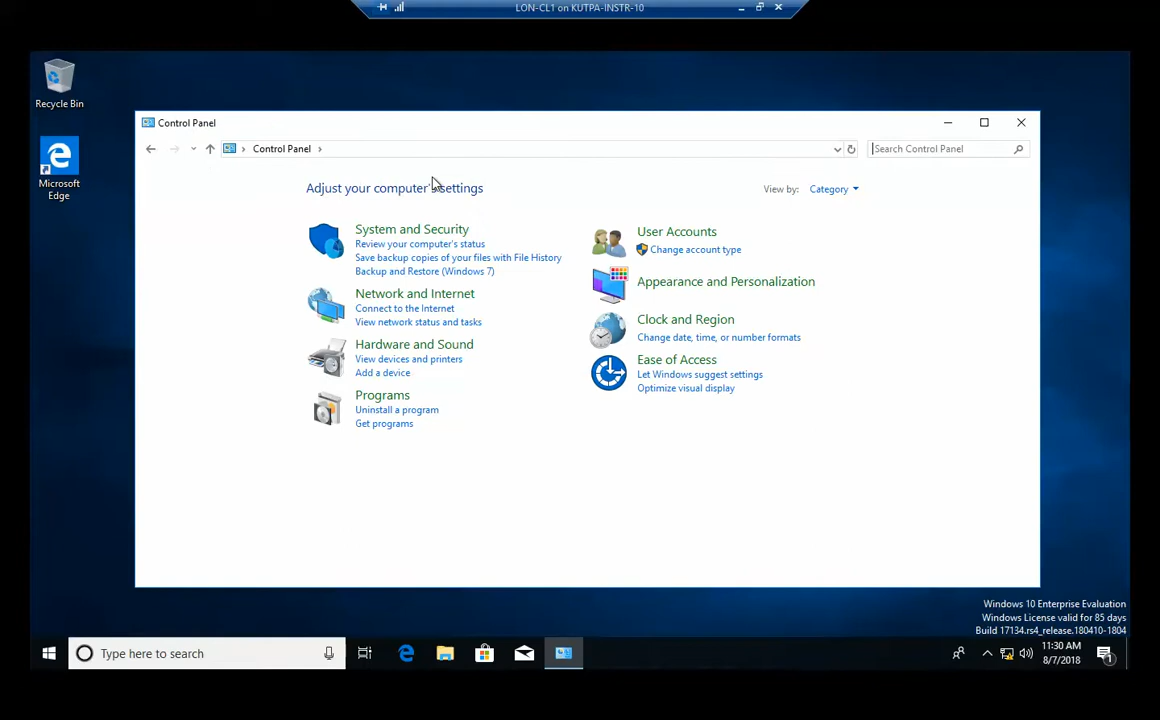 LON-CL1 on KUTPA-INSTR-10
Recycle Bin
Microsoft
Edge
Control Panel
Control Panel
Search Control Panel
Adjust your computer's settings
View by: Category
System and Security
Review your computer's status
Save backup copies of your files with File History
Backup and Restore (Windows 7)
Network and Internet
Connect to the Internet
View network status and tasks
Hardware and Sound
View devices and printers
Add a device
Programs
Uninstall a program
Get programs
User Accounts
Change account type
Appearance and Personalization
Clock and Region
Change date, time, or number formats
Ease of Access
Let Windows suggest settings
Optimize visual display
Windows 10 Enterprise Evaluation
Windows License valid for 85 days
Build 17134.rs4_release.180410-1804
Type here to search
11:30 AM
8/7/2018
1